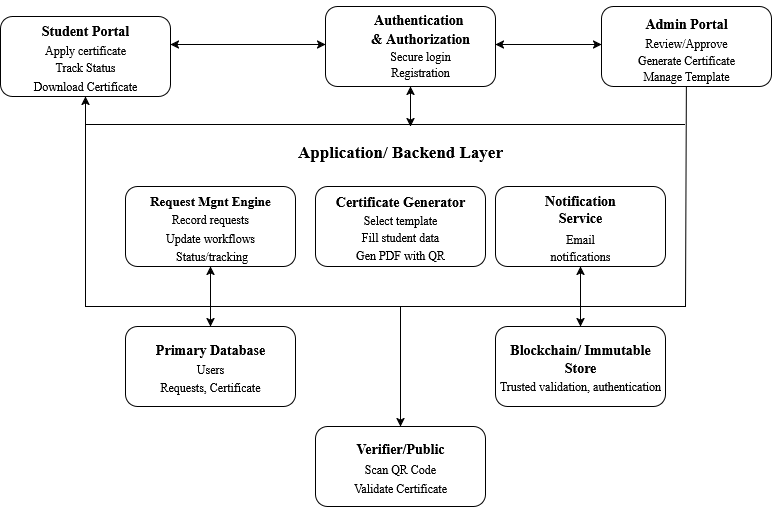 Student Portal
Apply certificate
Track Status
Download Certificate
Authentication
& Authorization
Secure login
Registration
Admin Portal
Review/Approve
Generate Certificate
Manage Template
Application/ Backend Layer
Request Mgnt Engine
Record requests
Update workflows
Status/tracking
Certificate Generator
Select template
Fill student data
Gen PDF with QR
Notification
Service
Email
notifications
Primary Database
Users
Requests, Certificate
Blockchain/ Immutable
Store
Trusted validation, authentication
Verifier/Public
Scan QR Code
Validate Certificate